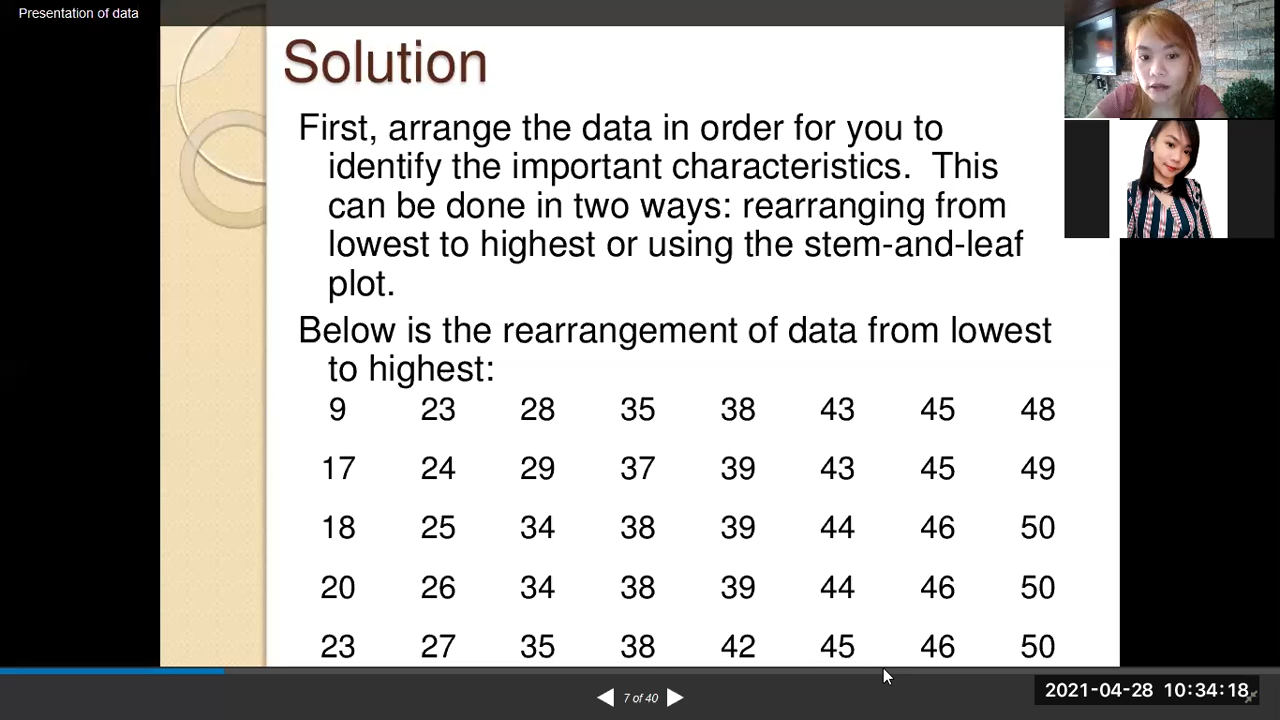 Presentation of data
Solution
First, arrange the data in order for you to
identify the important characteristics. This
can be done in two ways: rearranging from
lowest to highest or using the stem-and-leaf
plot.
Below is the rearrangement of data from lowest
to highest:
9 23 28 35 38 43 45 48
17 24 29 37 39 43 45 49
18 25 34 38 39 44 46 50
20 26 34 38 39 44 46 50
23 27 35 38 42 45 46 50
7 of 40
2021-04-28 10:34:18